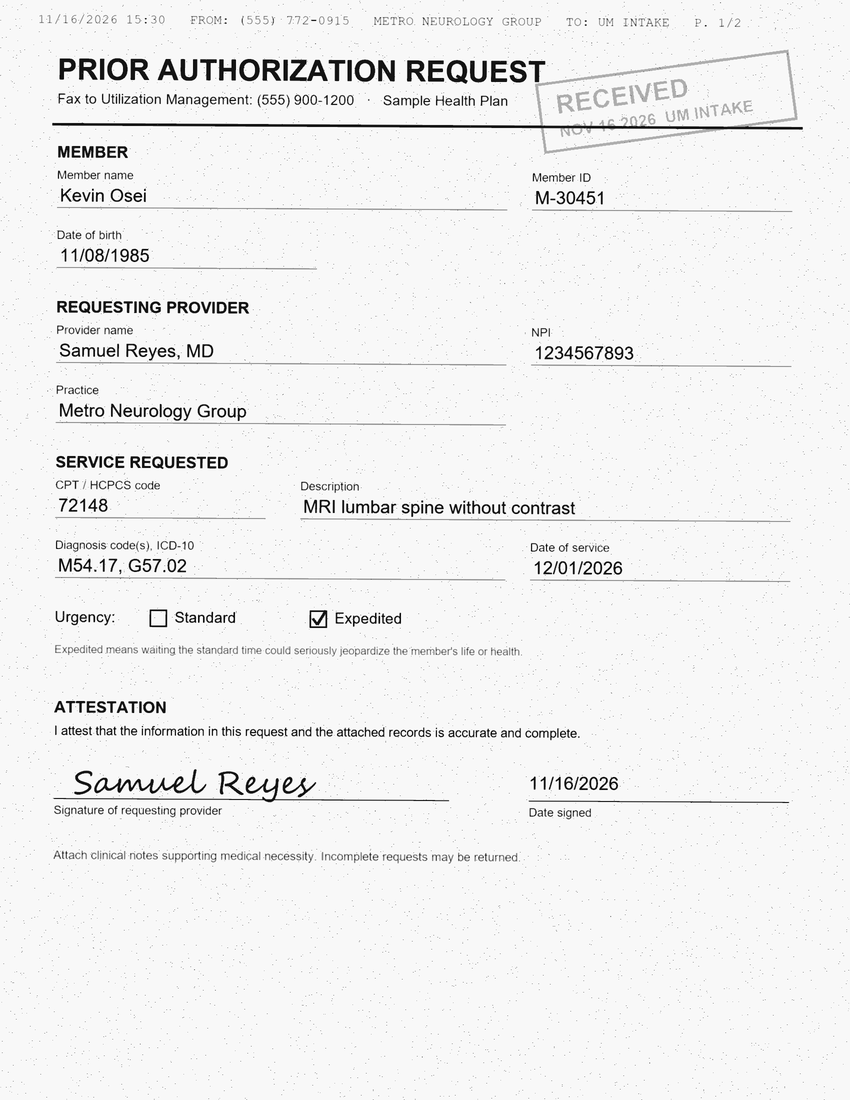 11/16/2026 15:30 FROM: (555) 772-0915 METRO NEUROLOGY GROUP TO: UM INTAKE P. 1/2
PRIOR AUTHORIZATION REQUEST
Fax to Utilization Management: (555) 900-1200 · Sample Health Plan
RECEIVED
NOV 16 2026 UM INTAKE
MEMBER
Member name
Kevin Osei
Member ID
M-30451
Date of birth
11/08/1985
REQUESTING PROVIDER
Provider name
Samuel Reyes, MD
NPI
1234567893
Practice
Metro Neurology Group
SERVICE REQUESTED
CPT / HCPCS code
72148
Description
MRI lumbar spine without contrast
Diagnosis code(s), ICD-10
M54.17, G57.02
Date of service
12/01/2026
Urgency: Standard Expedited
Expedited means waiting the standard time could seriously jeopardize the member's life or health.
ATTESTATION
I attest that the information in this request and the attached records is accurate and complete.
Samuel Reyes
11/16/2026
Signature of requesting provider
Date signed
Attach clinical notes supporting medical necessity. Incomplete requests may be returned.